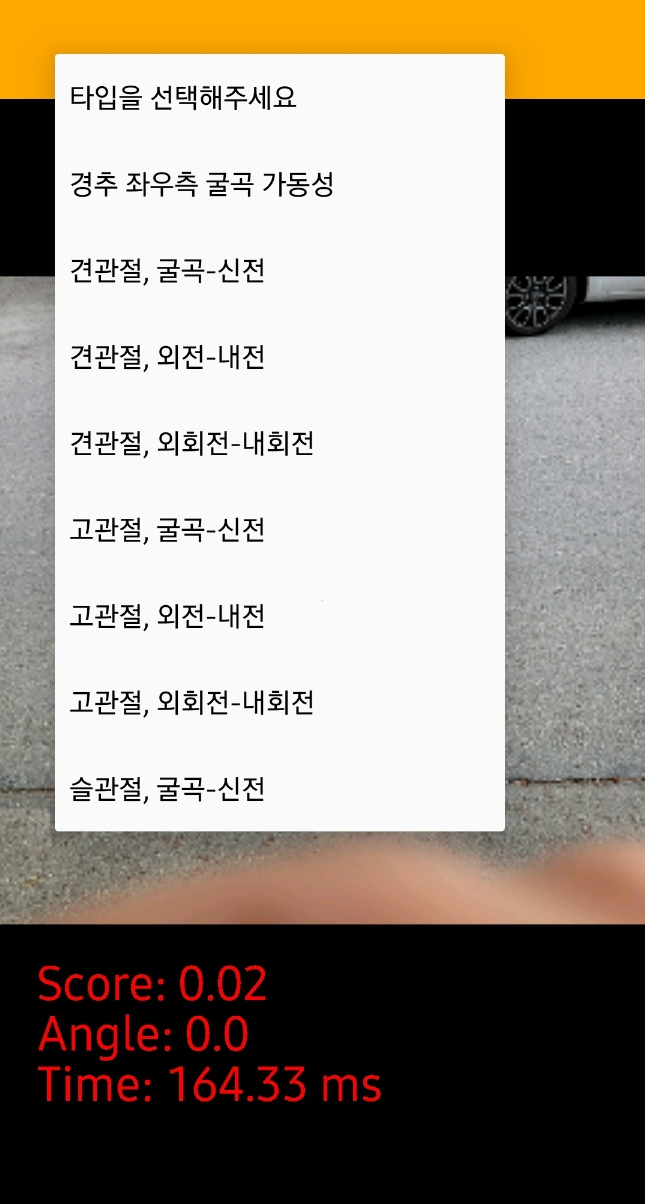 타입을 선택해주세요
경추 좌우측 굴곡 가동성
견관절, 굴곡-신전
견관절, 외전-내전
견관절, 외회전-내회전
고관절, 굴곡-신전
고관절, 외전-내전
고관절, 외회전-내회전
슬관절, 굴곡-신전
Score: 0.02
Angle: 0.0
Time: 164.33 ms